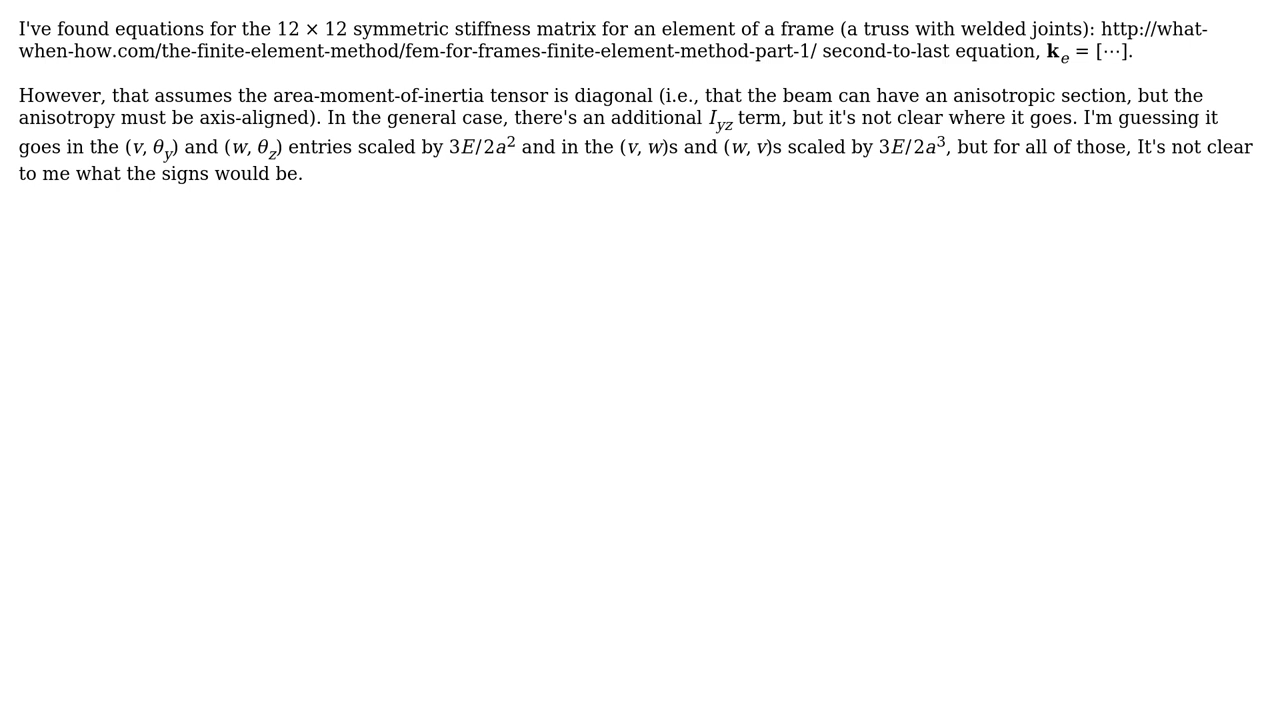 I've found equations for the 12 × 12 symmetric stiffness matrix for an element of a frame (a truss with welded joints): http://what-
when-how.com/the-finite-element-method/fem-for-frames-finite-element-method-part-1/ second-to-last equation, kₑ = [⋯].
However, that assumes the area-moment-of-inertia tensor is diagonal (i.e., that the beam can have an anisotropic section, but the
anisotropy must be axis-aligned). In the general case, there's an additional I_yz term, but it's not clear where it goes. I'm guessing it
goes in the (v, θ_y) and (w, θ_z) entries scaled by 3E/2a² and in the (v, w)s and (w, v)s scaled by 3E/2a³, but for all of those, It's not clear
to me what the signs would be.